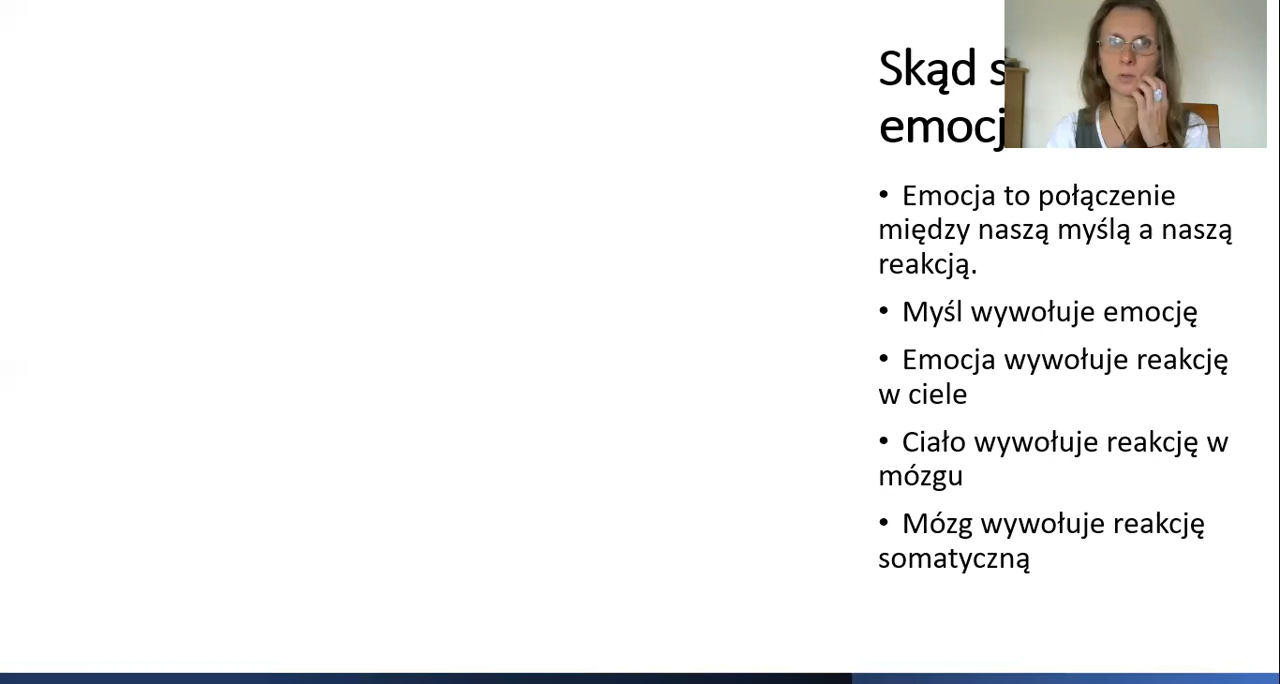 Skąd
emocj
• Emocja to połączenie
między naszą myślą a naszą
reakcją.
• Myśl wywołuje emocję
• Emocja wywołuje reakcję
w ciele
• Ciało wywołuje reakcję w
mózgu
• Mózg wywołuje reakcję
somatyczną